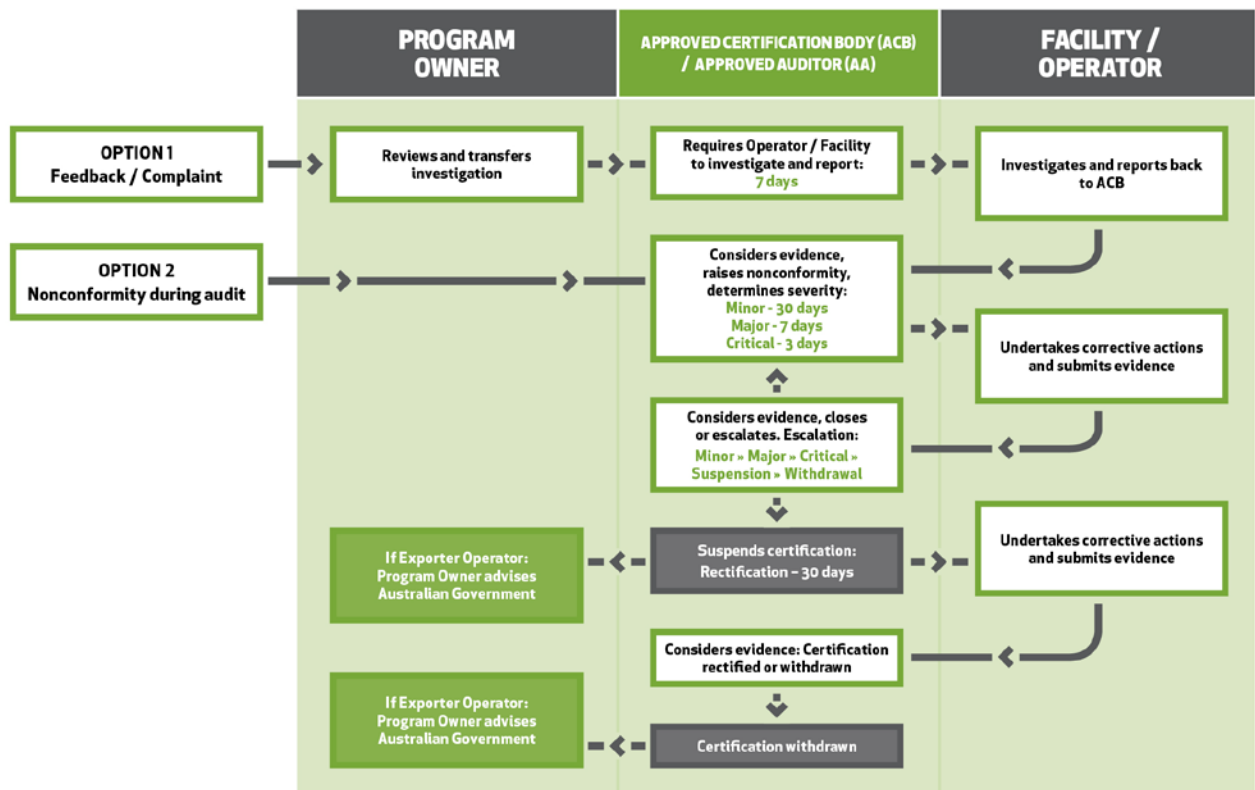 PROGRAM
OWNER
APPROVED CERTIFICATION BODY (ACB)
/ APPROVED AUDITOR (AA)
FACILITY /
OPERATOR
OPTION 1
Feedback / Complaint
Reviews and transfers
investigation
Requires Operator / Facility
to investigate and report:
7 days
Investigates and reports back
to ACB
OPTION 2
Nonconformity during audit
Considers evidence,
raises nonconformity,
determines severity:
Minor - 30 days
Major - 7 days
Critical - 3 days
Undertakes corrective actions
and submits evidence
Considers evidence, closes
or escalates. Escalation:
Minor » Major » Critical »
Suspension » Withdrawal
If Exporter Operator:
Program Owner advises
Australian Government
Suspends certification:
Rectification – 30 days
Undertakes corrective actions
and submits evidence
Considers evidence: Certification
rectified or withdrawn
If Exporter Operator:
Program Owner advises
Australian Government
Certification withdrawn